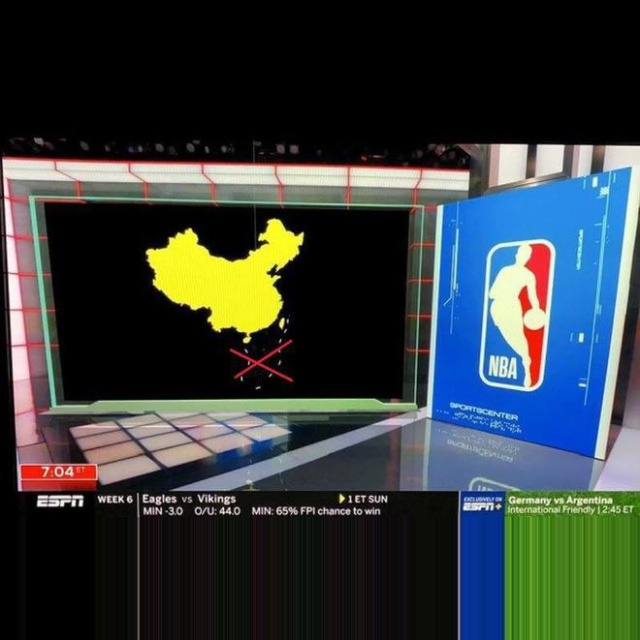 NBA
SPORTSCENTER
7:04 ET
ESPN
WEEK 6
Eagles vs Vikings
1 ET SUN
MIN -3.0 O/U: 44.0 MIN: 65% FPI chance to win
EXCLUSIVELY ON
ESPN+
Germany vs Argentina
International Friendly | 2:45 ET